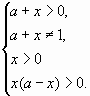 a + x > 0,
a + x ≠ 1,
x > 0
x(a − x) > 0.